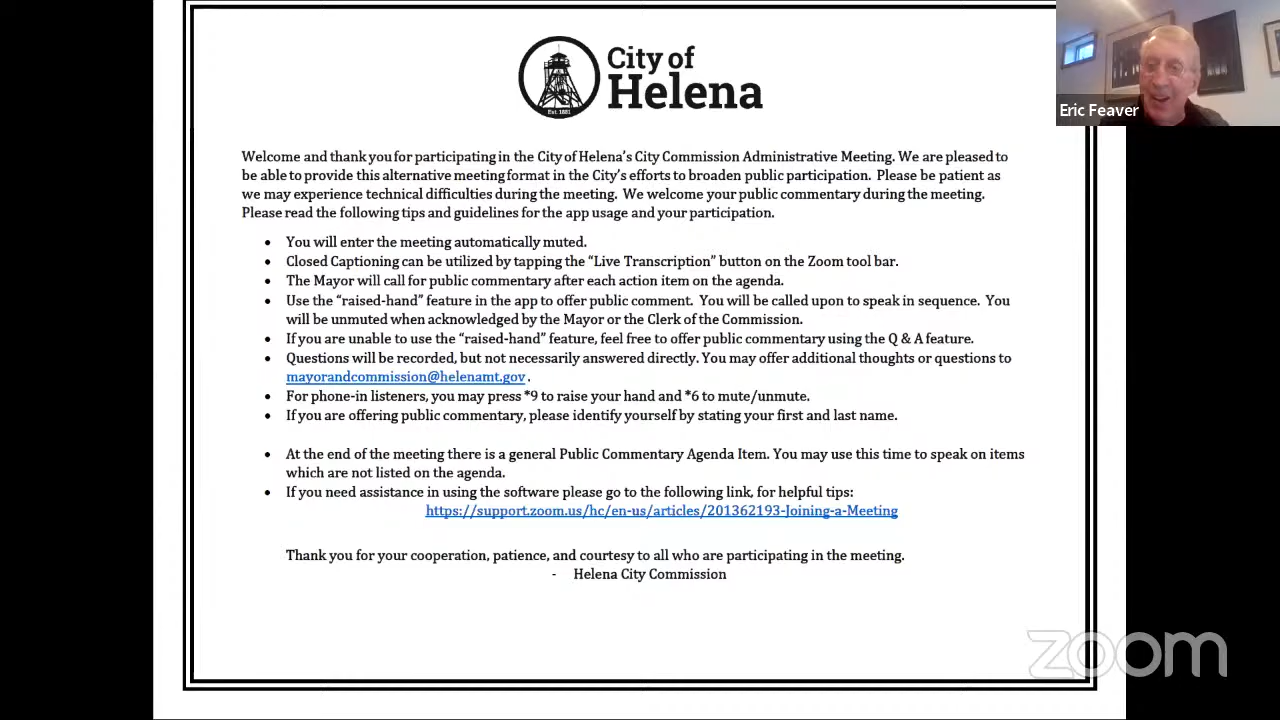 City of
Helena
Est. 1881
Eric Feaver
Welcome and thank you for participating in the City of Helena's City Commission Administrative Meeting. We are pleased to
be able to provide this alternative meeting format in the City's efforts to broaden public participation. Please be patient as
we may experience technical difficulties during the meeting. We welcome your public commentary during the meeting.
Please read the following tips and guidelines for the app usage and your participation.
• You will enter the meeting automatically muted.
• Closed Captioning can be utilized by tapping the “Live Transcription” button on the Zoom tool bar.
• The Mayor will call for public commentary after each action item on the agenda.
• Use the “raised-hand” feature in the app to offer public comment. You will be called upon to speak in sequence. You
will be unmuted when acknowledged by the Mayor or the Clerk of the Commission.
• If you are unable to use the “raised-hand” feature, feel free to offer public commentary using the Q & A feature.
• Questions will be recorded, but not necessarily answered directly. You may offer additional thoughts or questions to
mayorandcommission@helenamt.gov.
• For phone-in listeners, you may press *9 to raise your hand and *6 to mute/unmute.
• If you are offering public commentary, please identify yourself by stating your first and last name.
• At the end of the meeting there is a general Public Commentary Agenda Item. You may use this time to speak on items
which are not listed on the agenda.
• If you need assistance in using the software please go to the following link, for helpful tips:
https://support.zoom.us/hc/en-us/articles/201362193-Joining-a-Meeting
Thank you for your cooperation, patience, and courtesy to all who are participating in the meeting.
- Helena City Commission
zoom